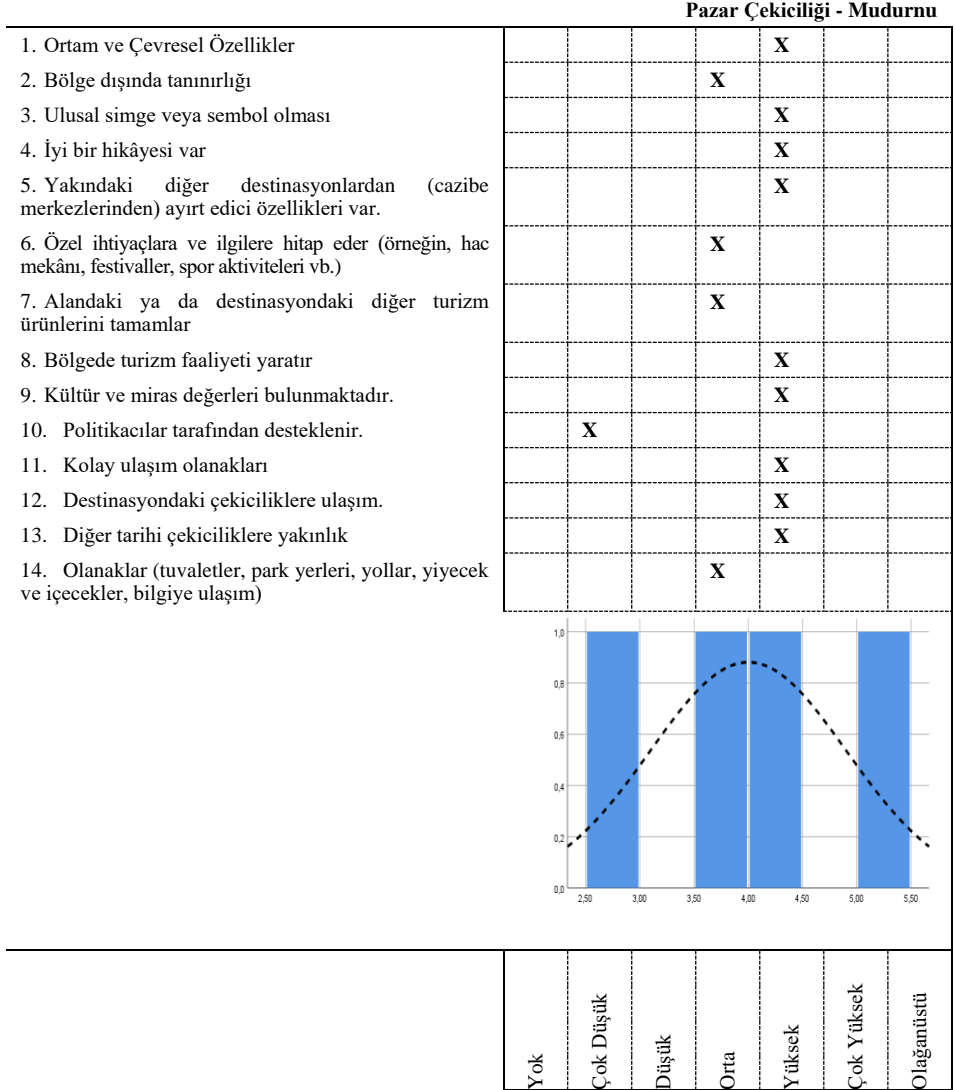 Pazar Çekiciliği - Mudurnu
1. Ortam ve Çevresel Özellikler X
2. Bölge dışında tanınırlığı X
3. Ulusal simge veya sembol olması X
4. İyi bir hikâyesi var X
5. Yakındaki diğer destinasyonlardan (cazibe X
merkezlerinden) ayırt edici özellikleri var.
6. Özel ihtiyaçlara ve ilgilere hitap eder (örneğin, hac X
mekânı, festivaller, spor aktiviteleri vb.)
7. Alandaki ya da destinasyondaki diğer turizm X
ürünlerini tamamlar
8. Bölgede turizm faaliyeti yaratır X
9. Kültür ve miras değerleri bulunmaktadır. X
10. Politikacılar tarafından desteklenir. X
11. Kolay ulaşım olanakları X
12. Destinasyondaki çekiciliklere ulaşım. X
13. Diğer tarihi çekiciliklere yakınlık X
14. Olanaklar (tuvaletler, park yerleri, yollar, yiyecek X
ve içecekler, bilgiye ulaşım)
1,0
0,8
0,6
0,4
0,2
0,0
2,50 3,00 3,50 4,00 4,50 5,00 5,50
Yok
Çok Düşük
Düşük
Orta
Yüksek
Çok Yüksek
Olağanüstü